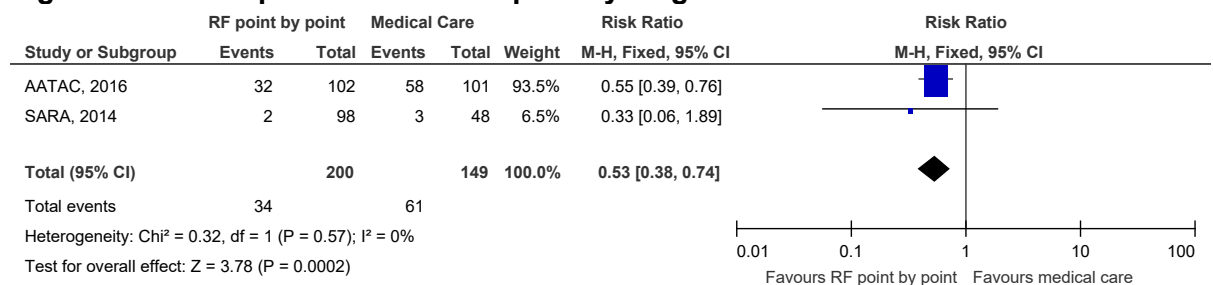 RF point by point Medical Care Risk Ratio Risk Ratio
Study or Subgroup Events Total Events Total Weight M-H, Fixed, 95% CI M-H, Fixed, 95% CI
AATAC, 2016 32 102 58 101 93.5% 0.55 [0.39, 0.76]
SARA, 2014 2 98 3 48 6.5% 0.33 [0.06, 1.89]
Total (95% CI) 200 149 100.0% 0.53 [0.38, 0.74]
Total events 34 61
Heterogeneity: Chi² = 0.32, df = 1 (P = 0.57); I² = 0%
Test for overall effect: Z = 3.78 (P = 0.0002)
0.01 0.1 1 10 100
Favours RF point by point Favours medical care